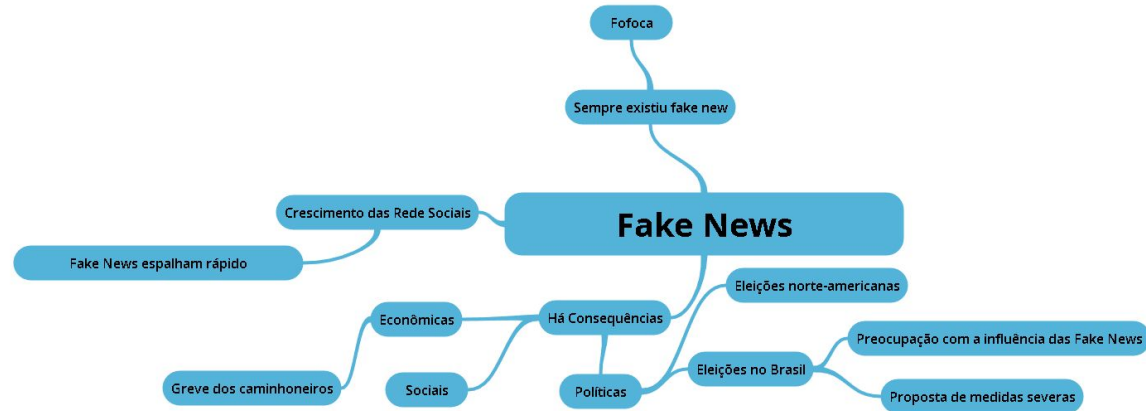 Fofoca
Sempre existiu fake new
Fake News
Crescimento das Rede Sociais
Fake News espalham rápido
Há Consequências
Econômicas
Greve dos caminhoneiros
Sociais
Políticas
Eleições norte-americanas
Eleições no Brasil
Preocupação com a influência das Fake News
Proposta de medidas severas